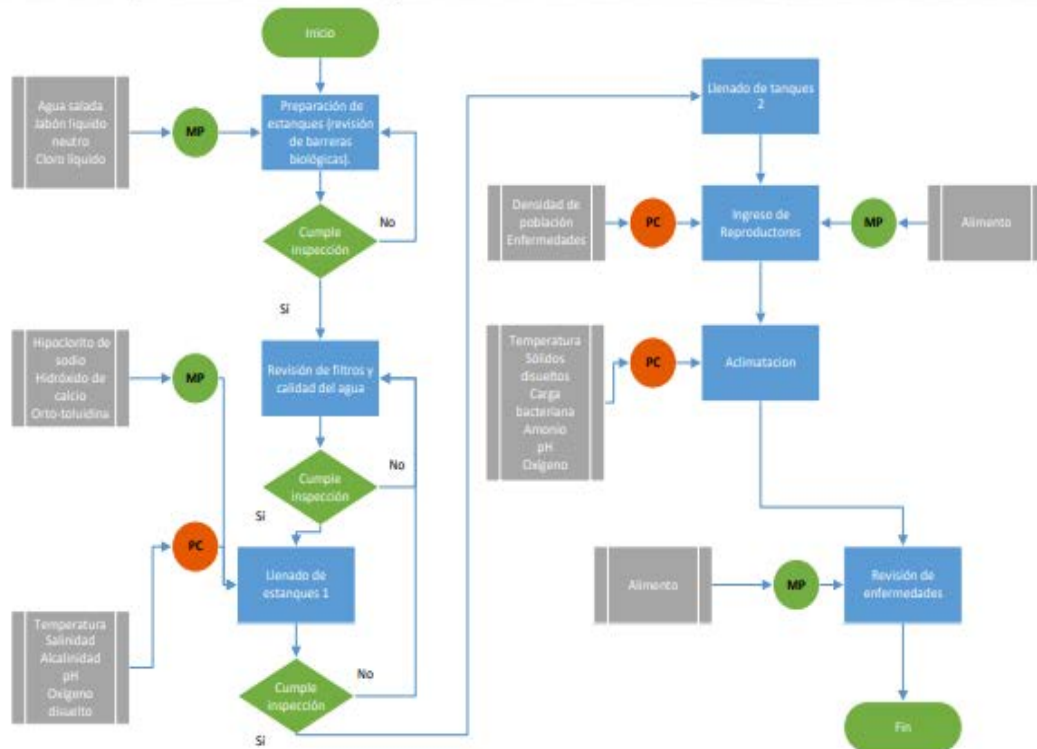 Inicio
Agua salada
Jabón líquido
neutro
Cloro líquido
MP
Preparación de
estanques (revisión
de barreras
biológicas).
No
Cumple
inspección
Sí
Hipoclorito de
sodio
Hidróxido de
calcio
Orto-toluidina
MP
Revisión de filtros y
calidad del agua
No
Cumple
inspección
Sí
PC
Llenado de
estanques 1
Temperatura
Salinidad
Alcalinidad
pH
Oxígeno
disuelto
No
Cumple
inspección
Sí
Llenado de tanques
2
Densidad de
población
Enfermedades
PC
Ingreso de
Reproductores
MP
Alimento
Temperatura
Sólidos
disueltos
Carga
bacteriana
Amonio
pH
Oxígeno
PC
Aclimatacion
Alimento
MP
Revisión de
enfermedades
Fin